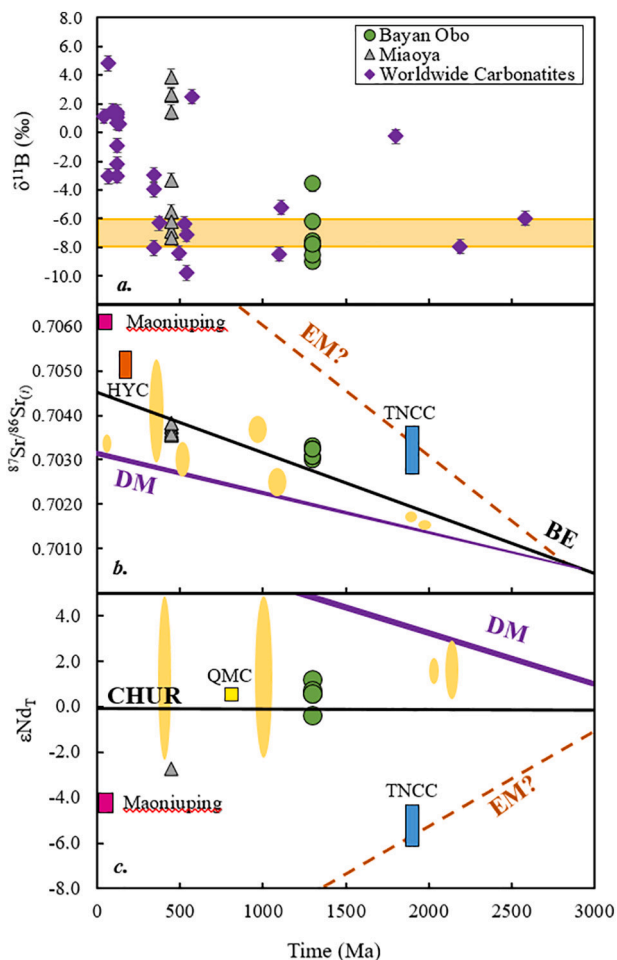 8.0
6.0
4.0
2.0
0.0
-2.0
-4.0
-6.0
-8.0
-10.0
δ¹¹B (‰)
Bayan Obo
Miaoya
Worldwide Carbonatites
a.
0.7060
0.7050
0.7040
0.7030
0.7020
0.7010
⁸⁷Sr/⁸⁶Sr(i)
Maoniuping
HYC
EM?
TNCC
DM
BE
b.
4.0
2.0
0.0
-2.0
-4.0
-6.0
-8.0
εNdT
DM
QMC
CHUR
Maoniuping
TNCC
EM?
c.
0 500 1000 1500 2000 2500 3000
Time (Ma)